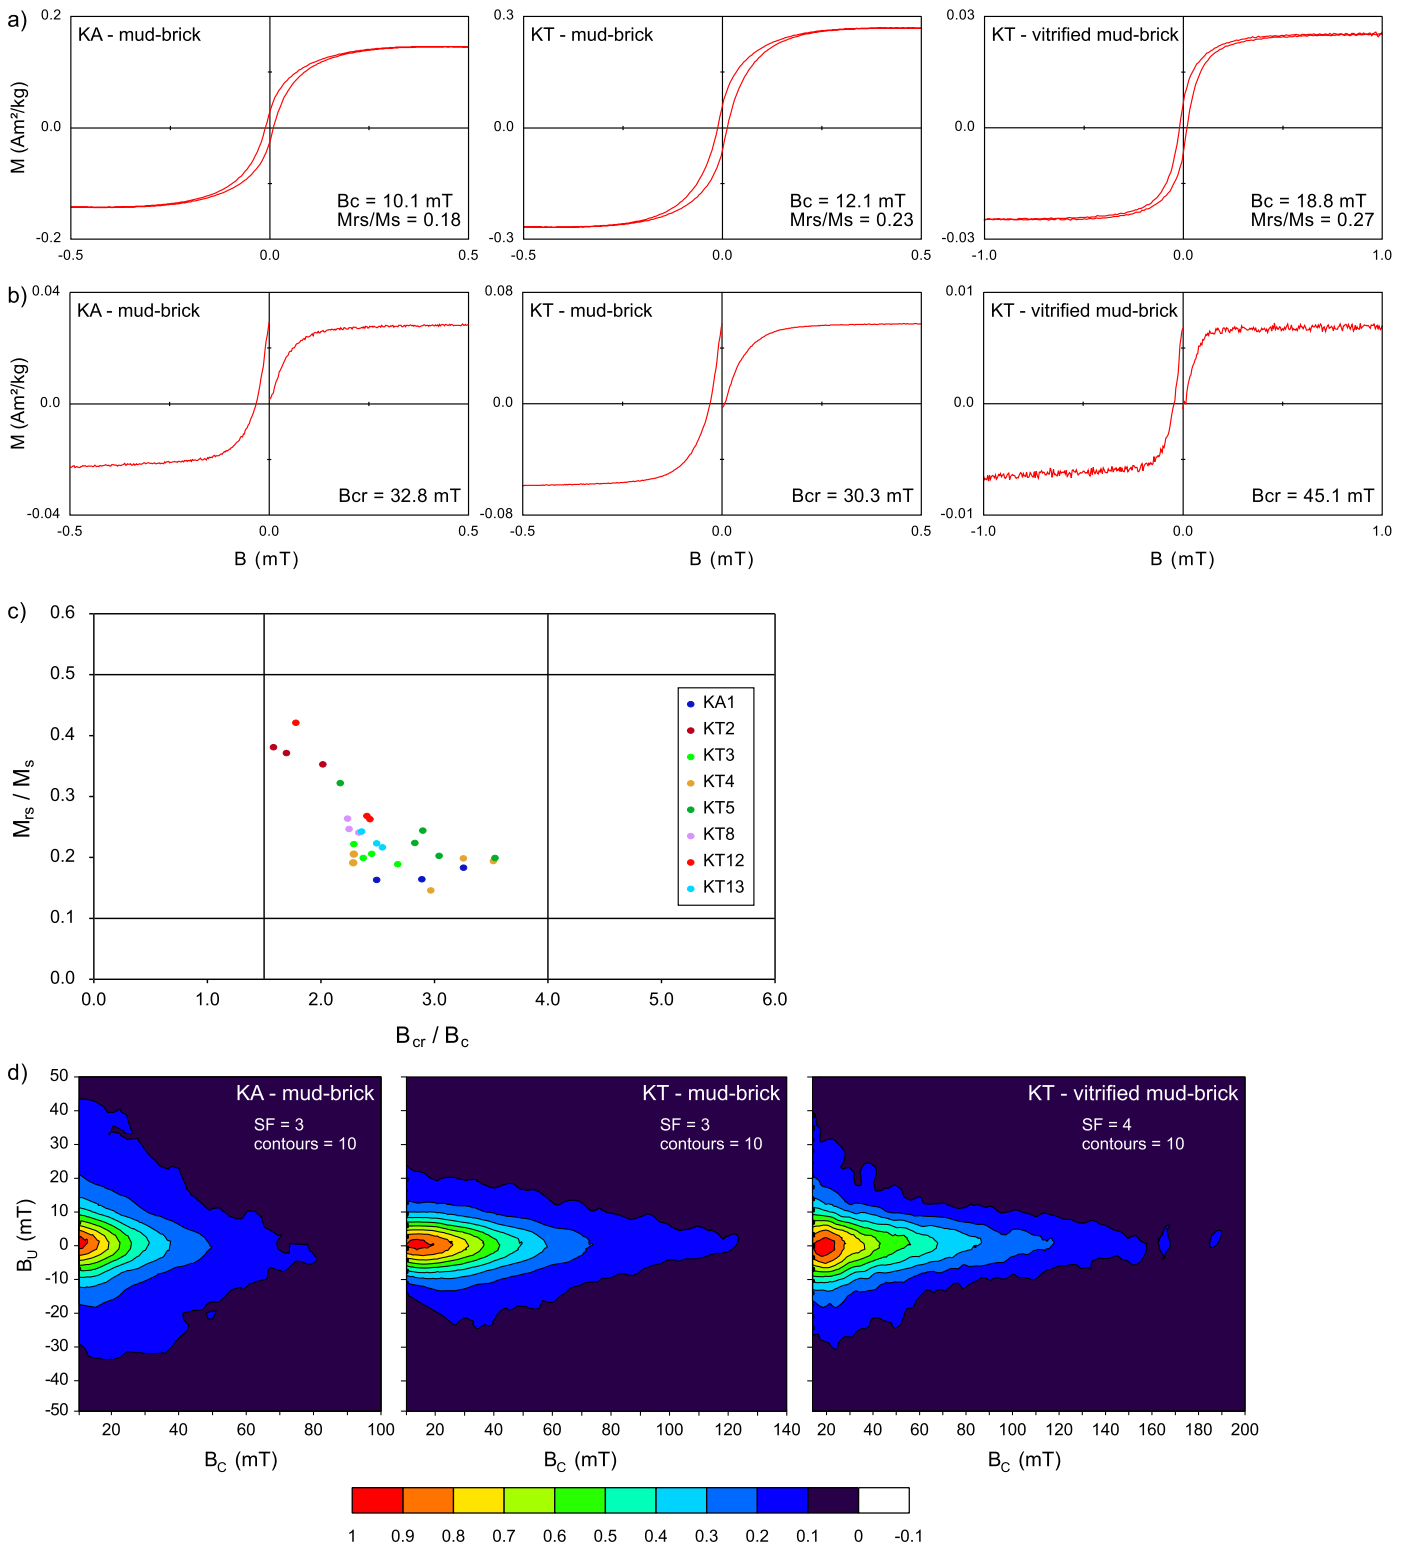 a)
KA - mud-brick
KT - mud-brick
KT - vitrified mud-brick
0.2
0.0
-0.2
0.3
0.0
-0.3
0.03
0.0
-0.03
M (Am²/kg)
Bc = 10.1 mT
Mrs/Ms = 0.18
Bc = 12.1 mT
Mrs/Ms = 0.23
Bc = 18.8 mT
Mrs/Ms = 0.27
-0.5 0.0 0.5
-0.5 0.0 0.5
-1.0 0.0 1.0
b)
KA - mud-brick
KT - mud-brick
KT - vitrified mud-brick
0.04
0.0
-0.04
0.08
0.0
-0.08
0.01
0.0
-0.01
M (Am²/kg)
Bcr = 32.8 mT
Bcr = 30.3 mT
Bcr = 45.1 mT
-0.5 0.0 0.5
-0.5 0.0 0.5
-1.0 0.0 1.0
B (mT)
B (mT)
B (mT)
c)
0.6
0.5
0.4
0.3
0.2
0.1
0.0
Mrs / Ms
KA1
KT2
KT3
KT4
KT5
KT8
KT12
KT13
0.0 1.0 2.0 3.0 4.0 5.0 6.0
Bcr / Bc
d)
50
40
30
20
10
0
-10
-20
-30
-40
-50
BU (mT)
KA - mud-brick
SF = 3
contours = 10
KT - mud-brick
SF = 3
contours = 10
KT - vitrified mud-brick
SF = 4
contours = 10
20 40 60 80 100
20 40 60 80 100 120 140
20 40 60 80 100 120 140 160 180 200
BC (mT)
BC (mT)
BC (mT)
1 0.9 0.8 0.7 0.6 0.5 0.4 0.3 0.2 0.1 0 -0.1